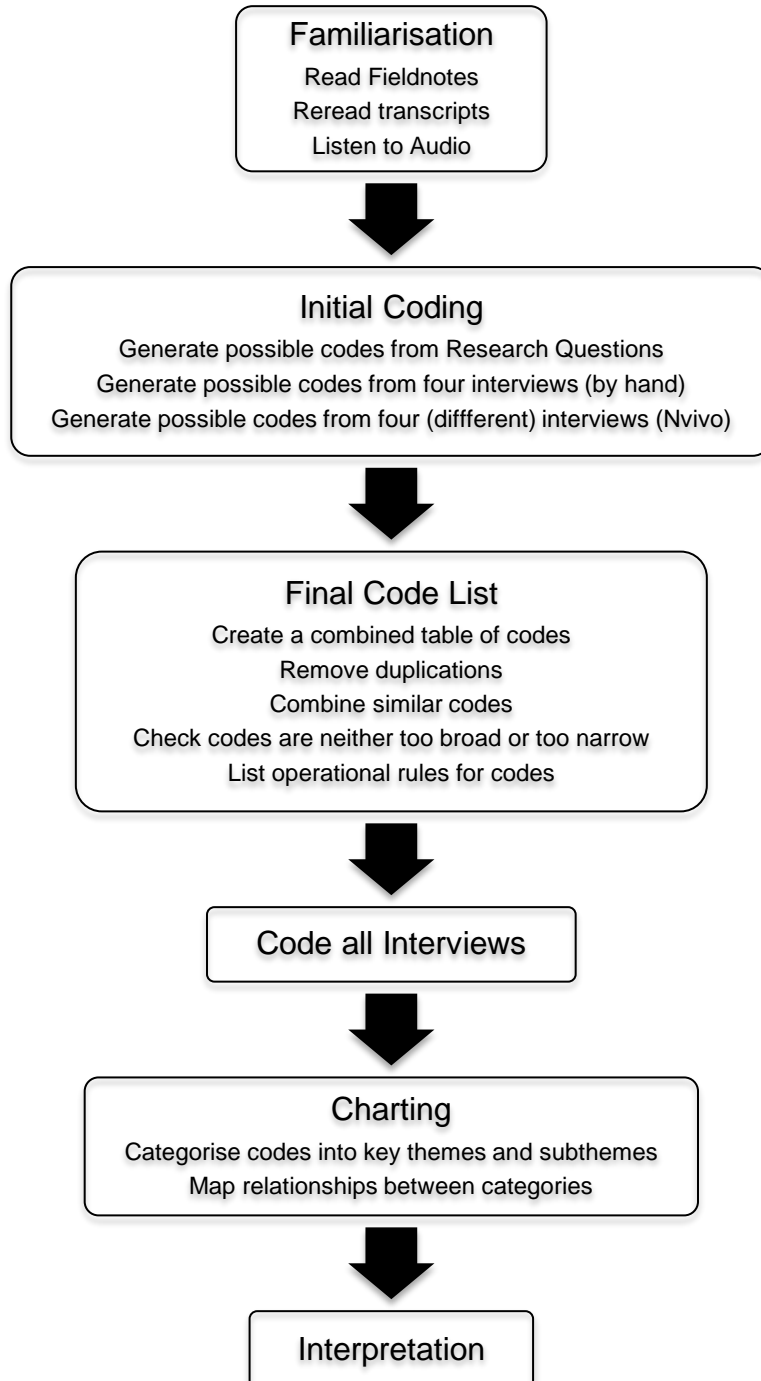 Familiarisation
Read Fieldnotes
Reread transcripts
Listen to Audio
Initial Coding
Generate possible codes from Research Questions
Generate possible codes from four interviews (by hand)
Generate possible codes from four (diffferent) interviews (Nvivo)
Final Code List
Create a combined table of codes
Remove duplications
Combine similar codes
Check codes are neither too broad or too narrow
List operational rules for codes
Code all Interviews
Charting
Categorise codes into key themes and subthemes
Map relationships between categories
Interpretation